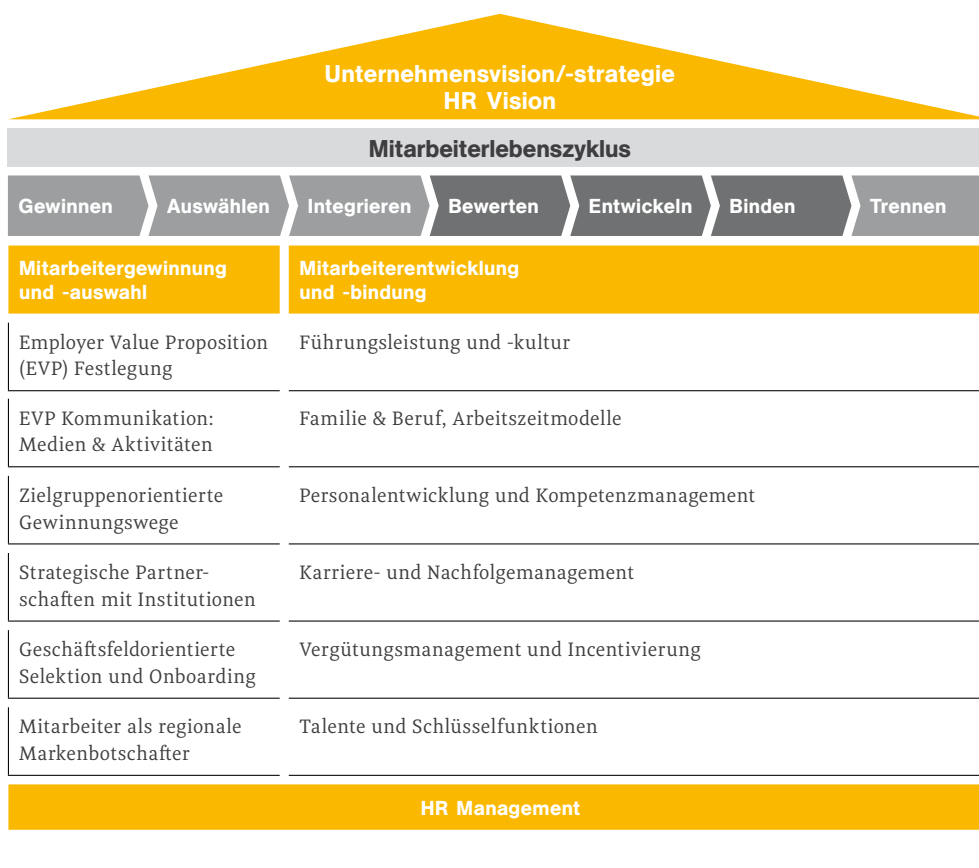 Unternehmensvision/-strategie
HR Vision
Mitarbeiterlebenszyklus
Gewinnen
Auswählen
Integrieren
Bewerten
Entwickeln
Binden
Trennen
Mitarbeitergewinnung
und -auswahl
Mitarbeiterentwicklung
und -bindung
Employer Value Proposition
(EVP) Festlegung
Führungsleistung und -kultur
EVP Kommunikation:
Medien & Aktivitäten
Familie & Beruf, Arbeitszeitmodelle
Zielgruppenorientierte
Gewinnungswege
Personalentwicklung und Kompetenzmanagement
Strategische Partner-
schaften mit Institutionen
Karriere- und Nachfolgemanagement
Geschäftsfeldorientierte
Selektion und Onboarding
Vergütungsmanagement und Incentivierung
Mitarbeiter als regionale
Markenbotschafter
Talente und Schlüsselfunktionen
HR Management